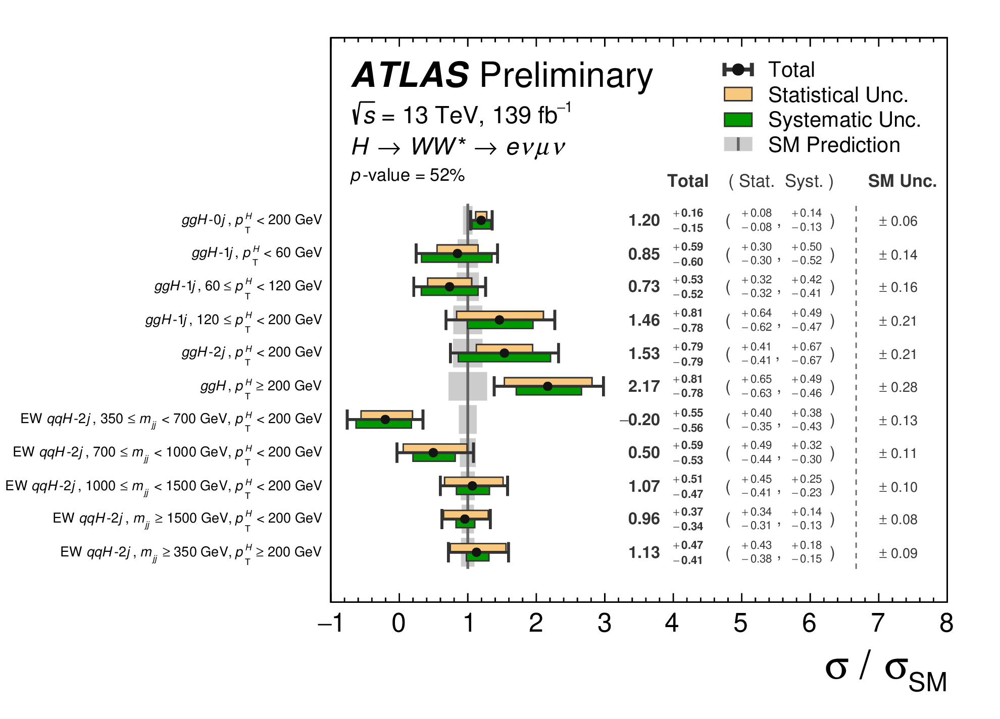 ATLAS Preliminary
√s = 13 TeV, 139 fb⁻¹
H → WW* → eνμν
p-value = 52%
Total
Statistical Unc.
Systematic Unc.
SM Prediction
Total ( Stat. Syst. ) SM Unc.
ggH-0j, p_T^H < 200 GeV 1.20 +0.16 −0.15 ( +0.08 −0.08 , +0.14 −0.13 ) ± 0.06
ggH-1j, p_T^H < 60 GeV 0.85 +0.59 −0.60 ( +0.30 −0.30 , +0.50 −0.52 ) ± 0.14
ggH-1j, 60 ≤ p_T^H < 120 GeV 0.73 +0.53 −0.52 ( +0.32 −0.32 , +0.42 −0.41 ) ± 0.16
ggH-1j, 120 ≤ p_T^H < 200 GeV 1.46 +0.81 −0.78 ( +0.64 −0.62 , +0.49 −0.47 ) ± 0.21
ggH-2j, p_T^H < 200 GeV 1.53 +0.79 −0.79 ( +0.41 −0.41 , +0.67 −0.67 ) ± 0.21
ggH, p_T^H ≥ 200 GeV 2.17 +0.81 −0.78 ( +0.65 −0.63 , +0.49 −0.46 ) ± 0.28
EW qqH-2j, 350 ≤ m_jj < 700 GeV, p_T^H < 200 GeV −0.20 +0.55 −0.56 ( +0.40 −0.35 , +0.38 −0.43 ) ± 0.13
EW qqH-2j, 700 ≤ m_jj < 1000 GeV, p_T^H < 200 GeV 0.50 +0.59 −0.53 ( +0.49 −0.44 , +0.32 −0.30 ) ± 0.11
EW qqH-2j, 1000 ≤ m_jj < 1500 GeV, p_T^H < 200 GeV 1.07 +0.51 −0.47 ( +0.45 −0.41 , +0.25 −0.23 ) ± 0.10
EW qqH-2j, m_jj ≥ 1500 GeV, p_T^H < 200 GeV 0.96 +0.37 −0.34 ( +0.34 −0.31 , +0.14 −0.13 ) ± 0.08
EW qqH-2j, m_jj ≥ 350 GeV, p_T^H ≥ 200 GeV 1.13 +0.47 −0.41 ( +0.43 −0.38 , +0.18 −0.15 ) ± 0.09
−1 0 1 2 3 4 5 6 7 8
σ / σ_SM